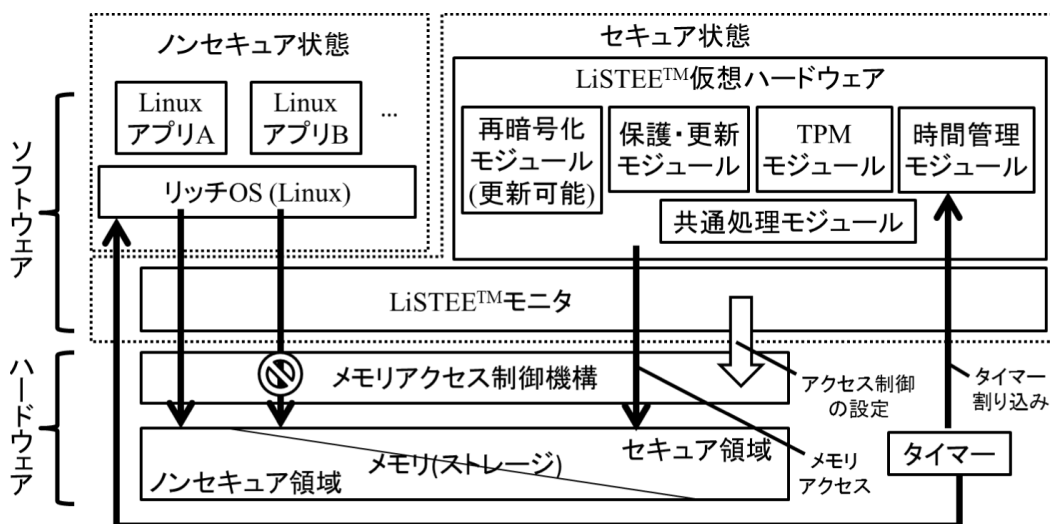 ノンセキュア状態
セキュア状態
LiSTEE™仮想ハードウェア
Linux
アプリA
Linux
アプリB
...
再暗号化
モジュール
(更新可能)
保護・更新
モジュール
TPM
モジュール
時間管理
モジュール
リッチOS (Linux)
共通処理モジュール
ソフトウェア
LiSTEE™モニタ
ハードウェア
メモリアクセス制御機構
アクセス制御
の設定
タイマー
割り込み
セキュア領域
メモリ(ストレージ)
ノンセキュア領域
メモリ
アクセス
タイマー